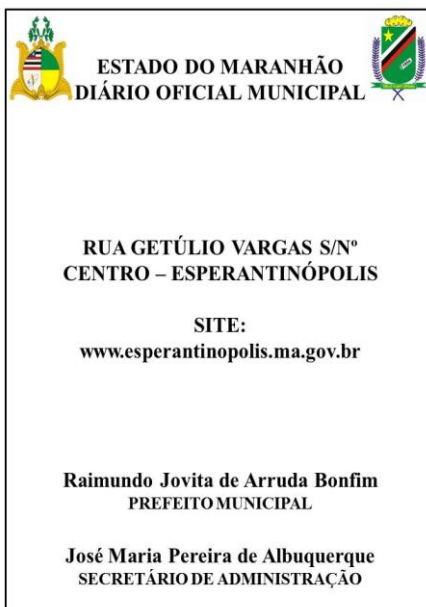 ESTADO DO MARANHÃO
DIÁRIO OFICIAL MUNICIPAL
RUA GETÚLIO VARGAS S/Nº
CENTRO – ESPERANTINÓPOLIS
SITE:
www.esperantinopolis.ma.gov.br
Raimundo Jovita de Arruda Bonfim
PREFEITO MUNICIPAL
José Maria Pereira de Albuquerque
SECRETÁRIO DE ADMINISTRAÇÃO